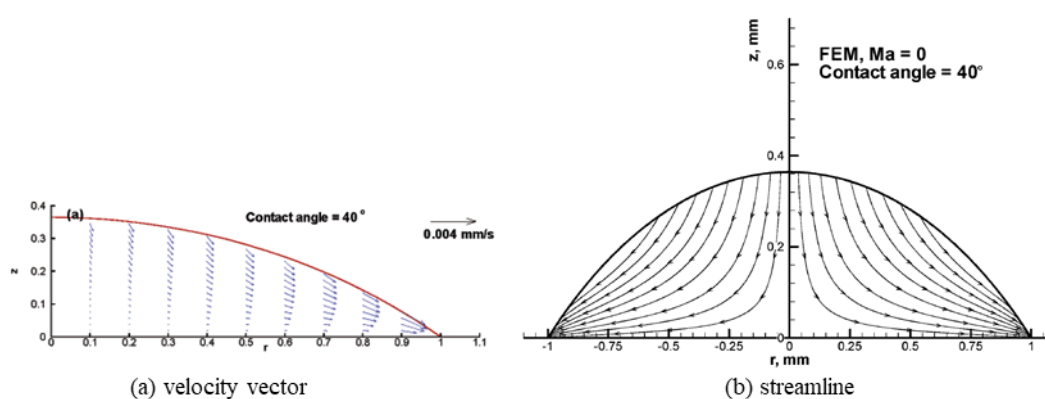 (a)
Contact angle = 40°
0.004 mm/s
z
0.4
0.3
0.2
0.1
0
0 0.1 0.2 0.3 0.4 0.5 0.6 0.7 0.8 0.9 1 1.1
r
(a) velocity vector
z, mm
FEM, Ma = 0
Contact angle = 40°
0.6
0.4
0.2
0
-1 -0.75 -0.5 -0.25 0 0.25 0.5 0.75 1
r, mm
(b) streamline